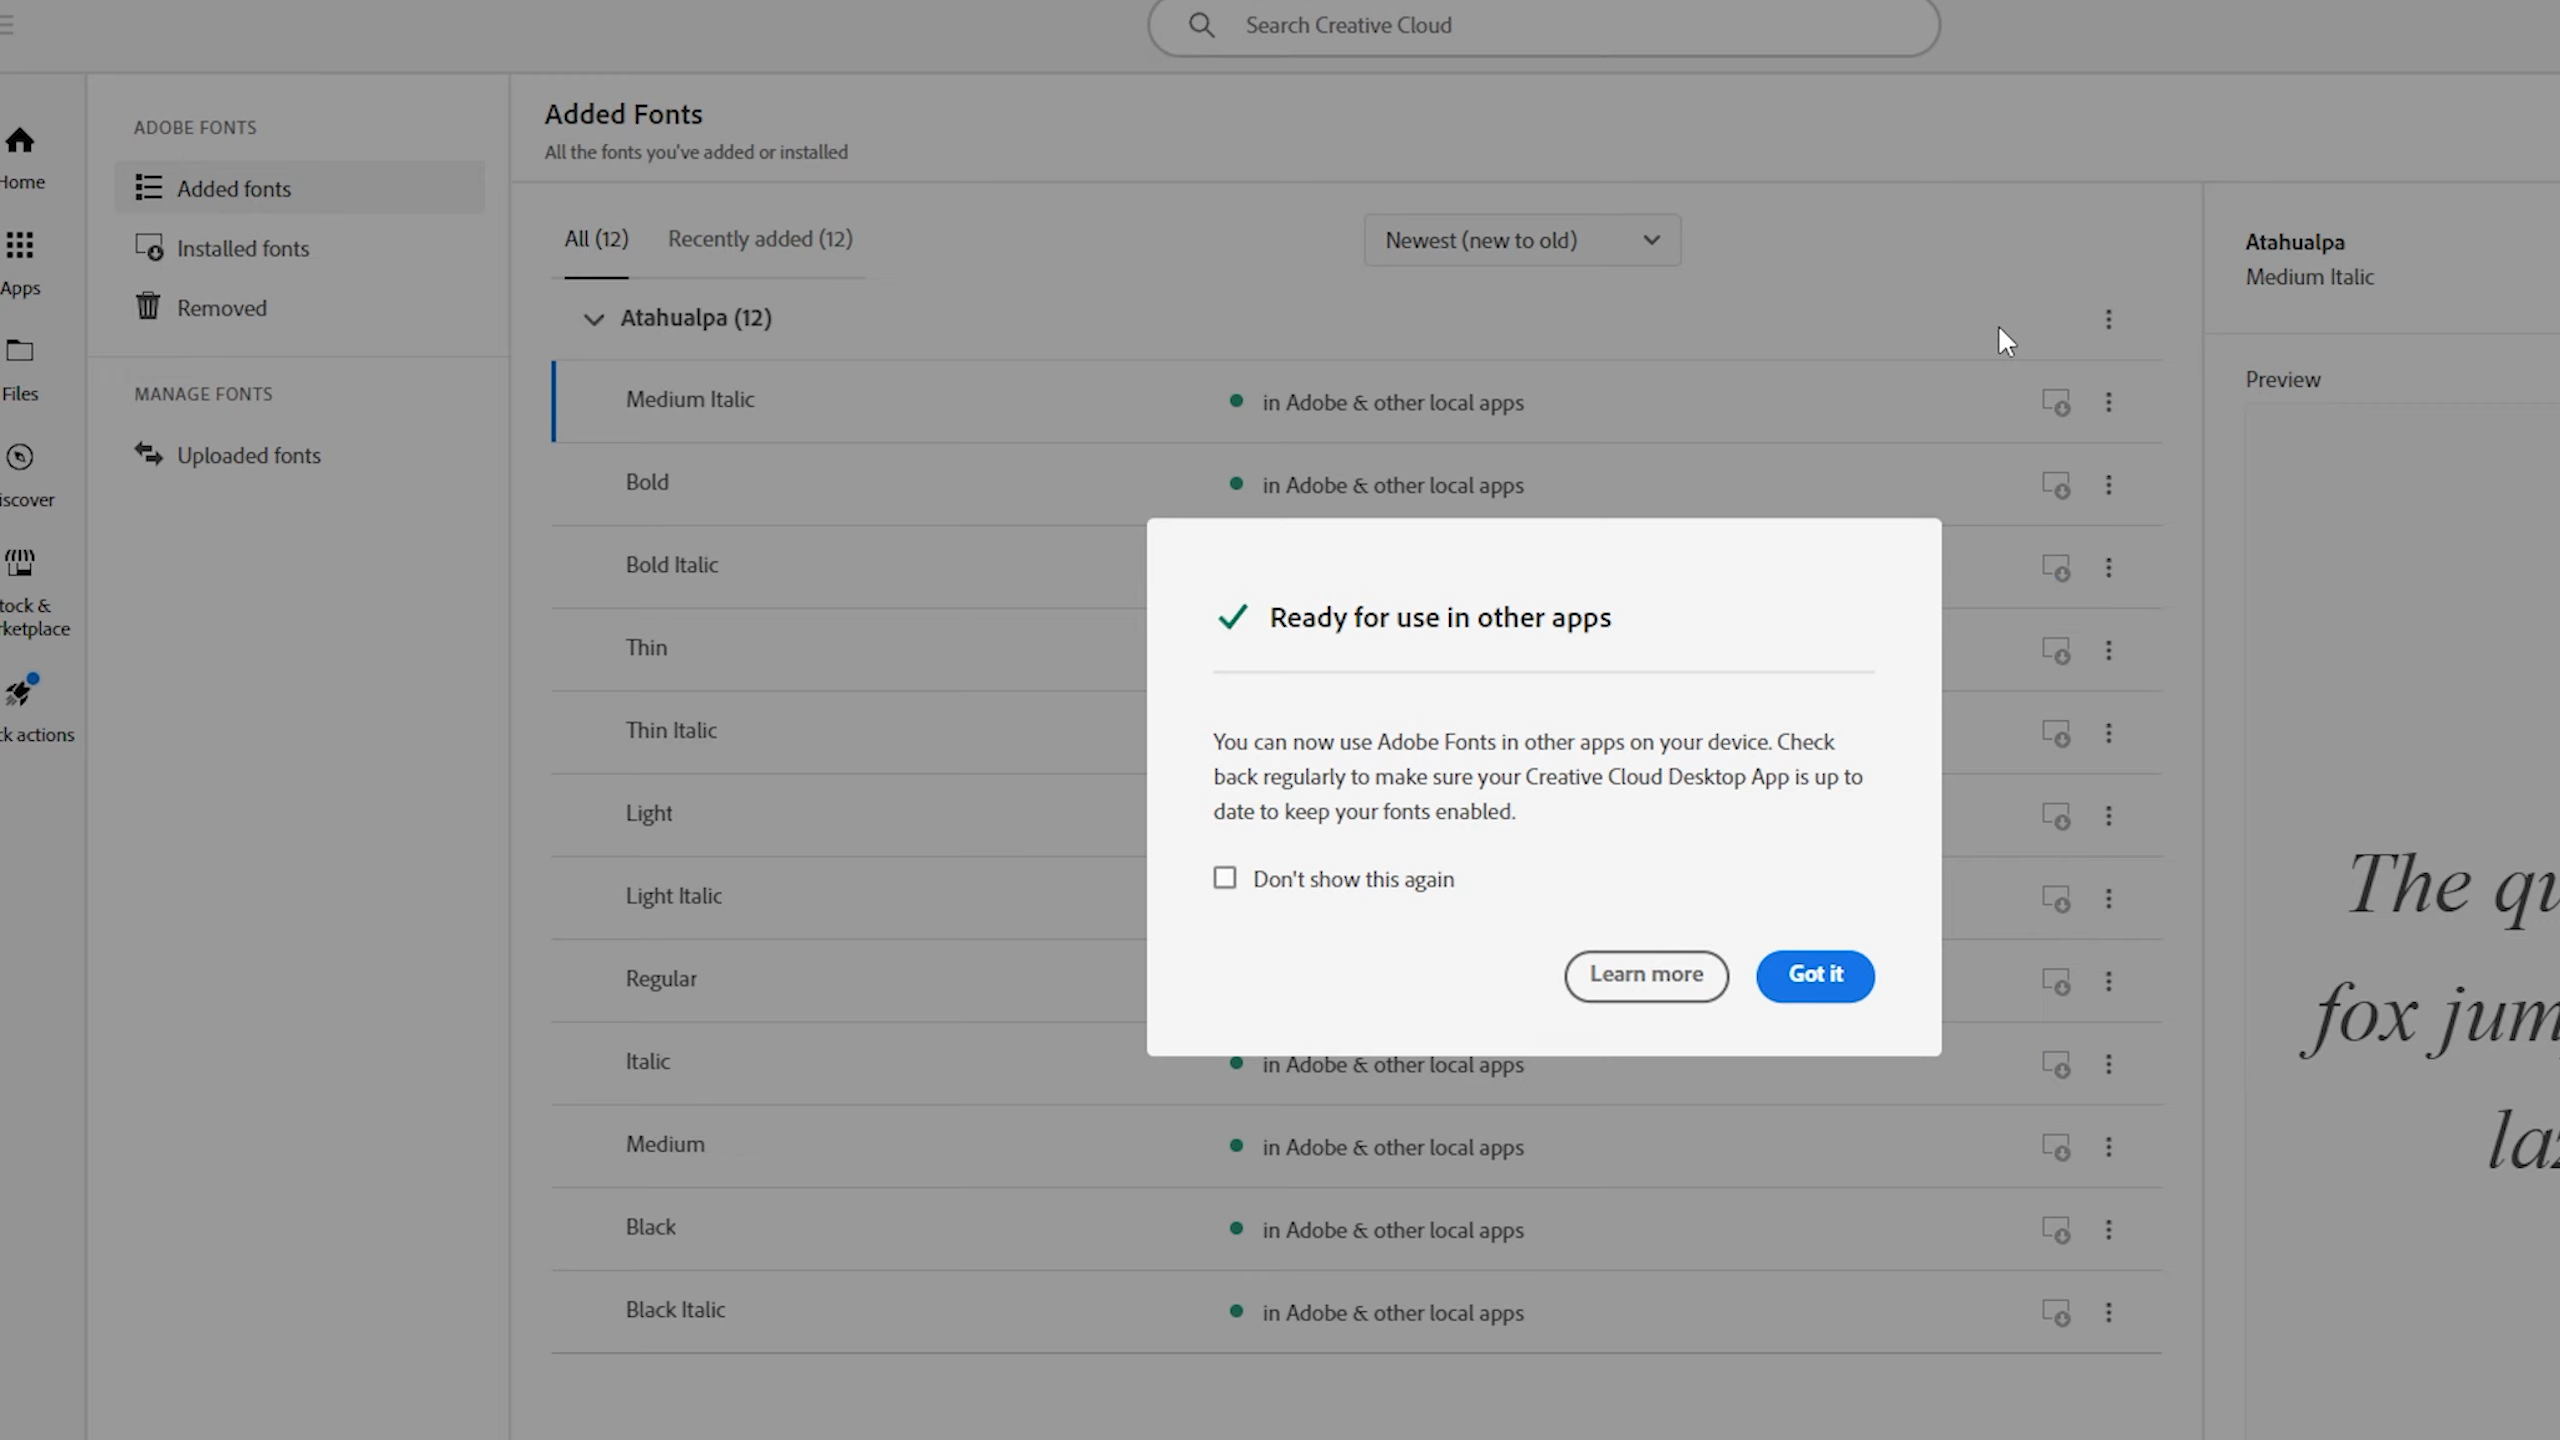 Search Creative Cloud
Home
Apps
Files
iscover
tock &
rketplace
ck actions
ADOBE FONTS
Added fonts
Installed fonts
Removed
MANAGE FONTS
Uploaded fonts
Added Fonts
All the fonts you've added or installed
All (12)
Recently added (12)
Newest (new to old)
Atahualpa (12)
Medium Italic
in Adobe & other local apps
Bold
in Adobe & other local apps
Bold Italic
Thin
Thin Italic
Light
Light Italic
Regular
Italic
in Adobe & other local apps
Medium
in Adobe & other local apps
Black
in Adobe & other local apps
Black Italic
in Adobe & other local apps
Ready for use in other apps
You can now use Adobe Fonts in other apps on your device. Check
back regularly to make sure your Creative Cloud Desktop App is up to
date to keep your fonts enabled.
Don't show this again
Learn more
Got it
Atahualpa
Medium Italic
Preview
The qu
fox jum
laz